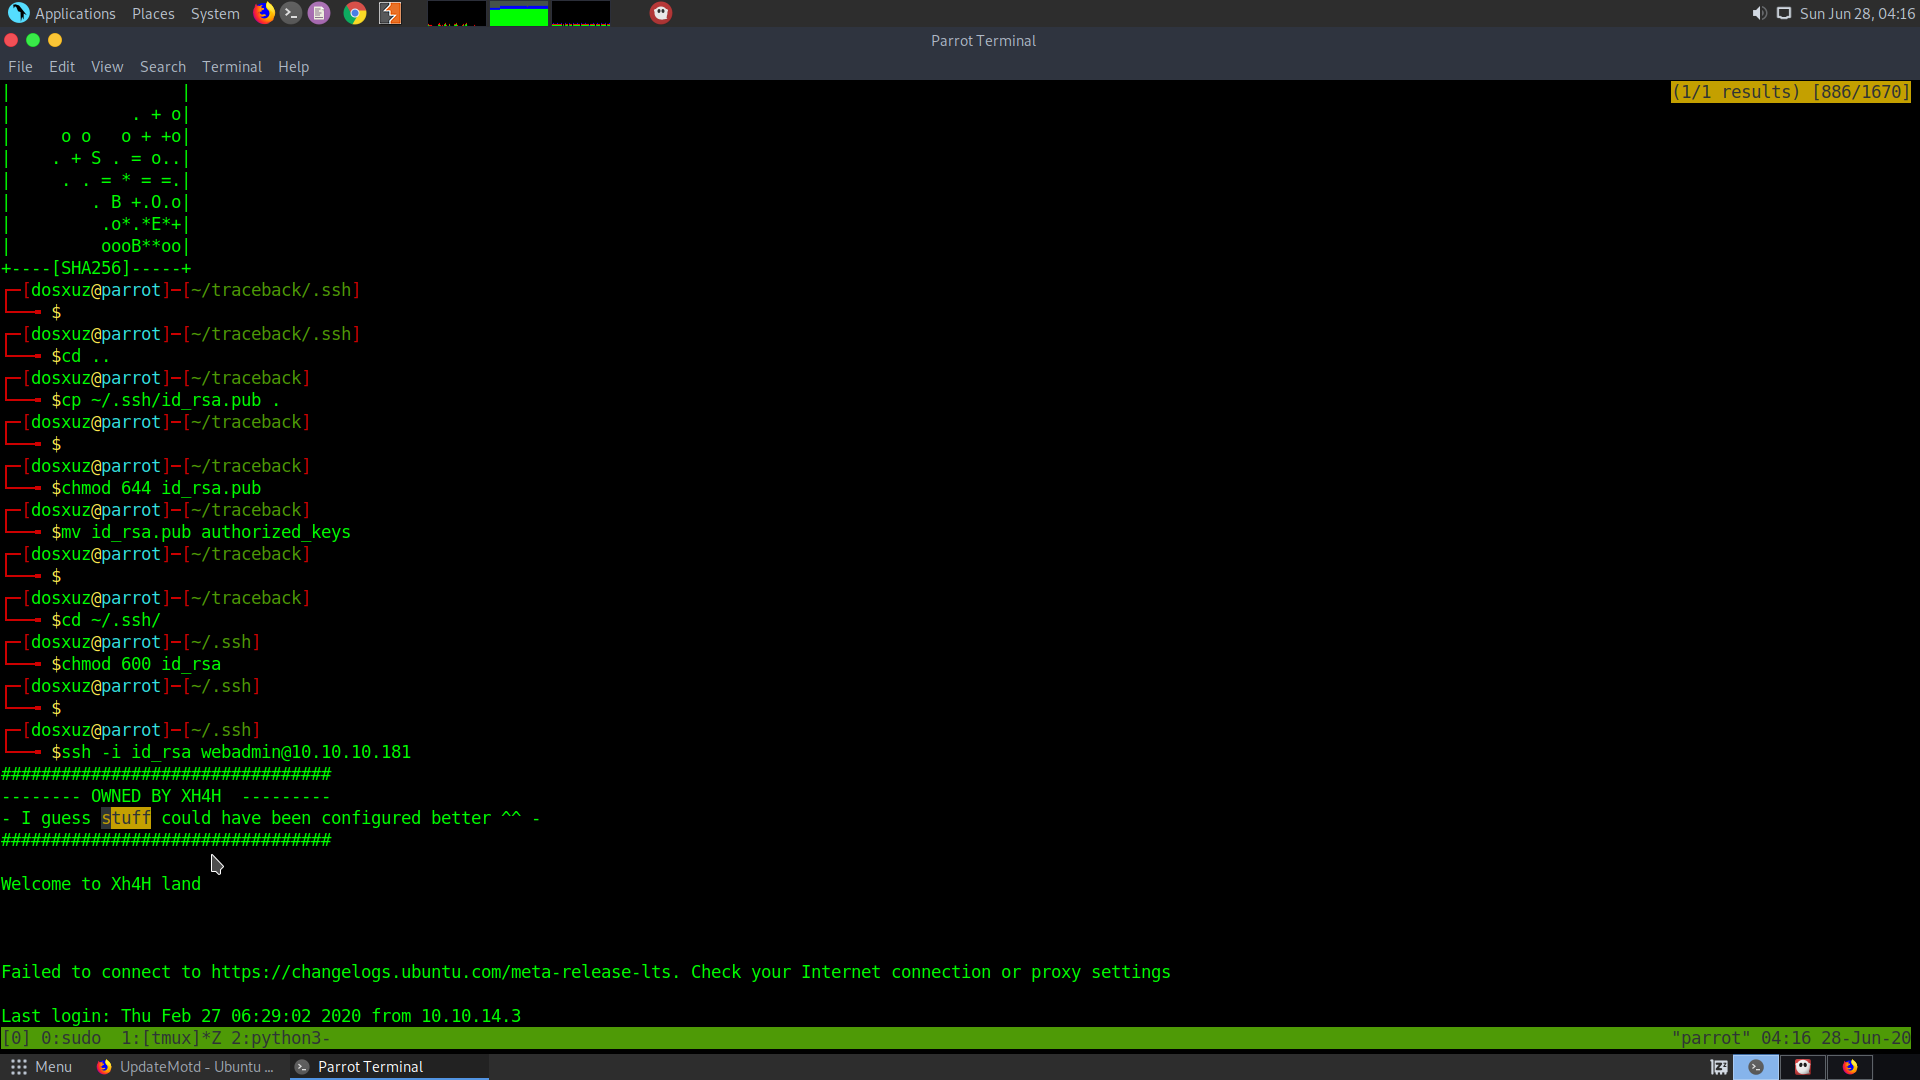 Applications Places System Sun Jun 28, 04:16
Parrot Terminal
File Edit View Search Terminal Help
|                  | (1/1 results) [886/1670]
|            . + o|
|     o o   o + +o|
|    . + S . = o..|
|     . . = * = =.|
|        . B +.O.o|
|         .o*.*E*+|
|         oooB**oo|
+----[SHA256]-----+
┌─[dosxuz@parrot]─[~/traceback/.ssh]
└──╼ $
┌─[dosxuz@parrot]─[~/traceback/.ssh]
└──╼ $cd ..
┌─[dosxuz@parrot]─[~/traceback]
└──╼ $cp ~/.ssh/id_rsa.pub .
┌─[dosxuz@parrot]─[~/traceback]
└──╼ $
┌─[dosxuz@parrot]─[~/traceback]
└──╼ $chmod 644 id_rsa.pub
┌─[dosxuz@parrot]─[~/traceback]
└──╼ $mv id_rsa.pub authorized_keys
┌─[dosxuz@parrot]─[~/traceback]
└──╼ $
┌─[dosxuz@parrot]─[~/traceback]
└──╼ $cd ~/.ssh/
┌─[dosxuz@parrot]─[~/.ssh]
└──╼ $chmod 600 id_rsa
┌─[dosxuz@parrot]─[~/.ssh]
└──╼ $
┌─[dosxuz@parrot]─[~/.ssh]
└──╼ $ssh -i id_rsa webadmin@10.10.10.181
#################################
-------- OWNED BY XH4H  ---------
- I guess stuff could have been configured better ^^ -
#################################
Welcome to Xh4H land
Failed to connect to https://changelogs.ubuntu.com/meta-release-lts. Check your Internet connection or proxy settings
Last login: Thu Feb 27 06:29:02 2020 from 10.10.14.3
[0] 0:sudo  1:[tmux]*Z 2:python3- "parrot" 04:16 28-Jun-20
Menu UpdateMotd - Ubuntu ... Parrot Terminal